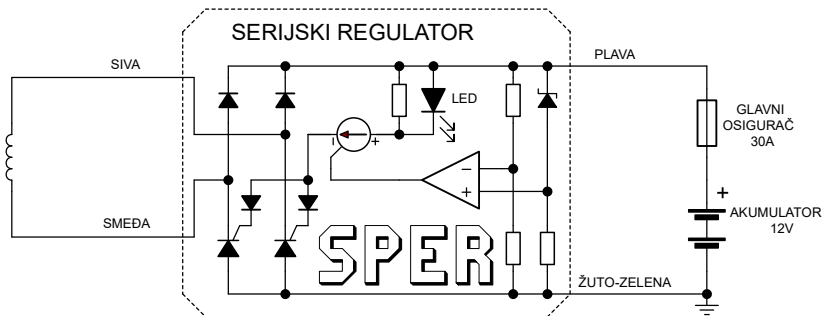 SERIJSKI REGULATOR
SIVA
PLAVA
LED
GLAVNI
OSIGURAČ
30A
-
+
−
+
+
AKUMULATOR
12V
SMEĐA
SPER
ŽUTO-ZELENA